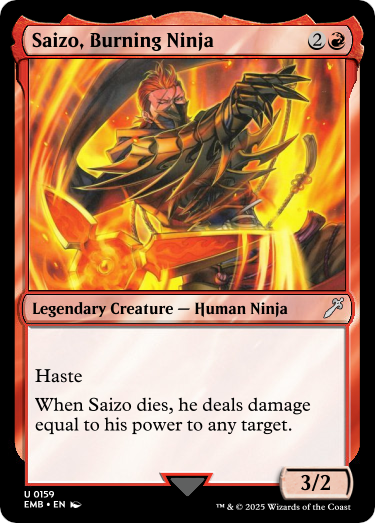 Saizo, Burning Ninja 2
Legendary Creature — Human Ninja
Haste
When Saizo dies, he deals damage
equal to his power to any target.
3/2
U 0159
EMB • EN
™ & © 2025 Wizards of the Coast